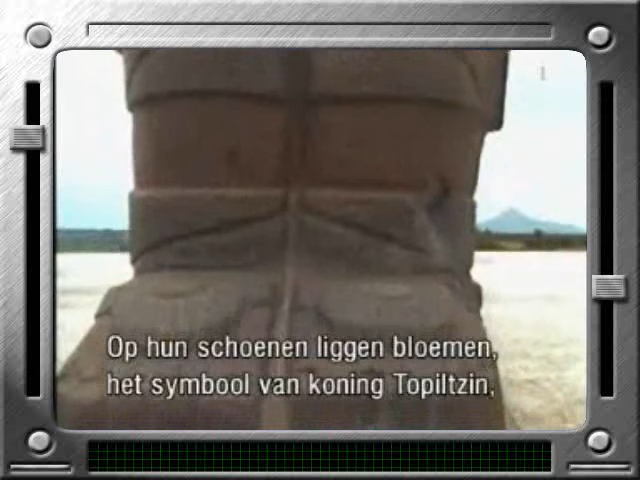 Op hun schoenen liggen bloemen,
het symbool van koning Topiltzin,